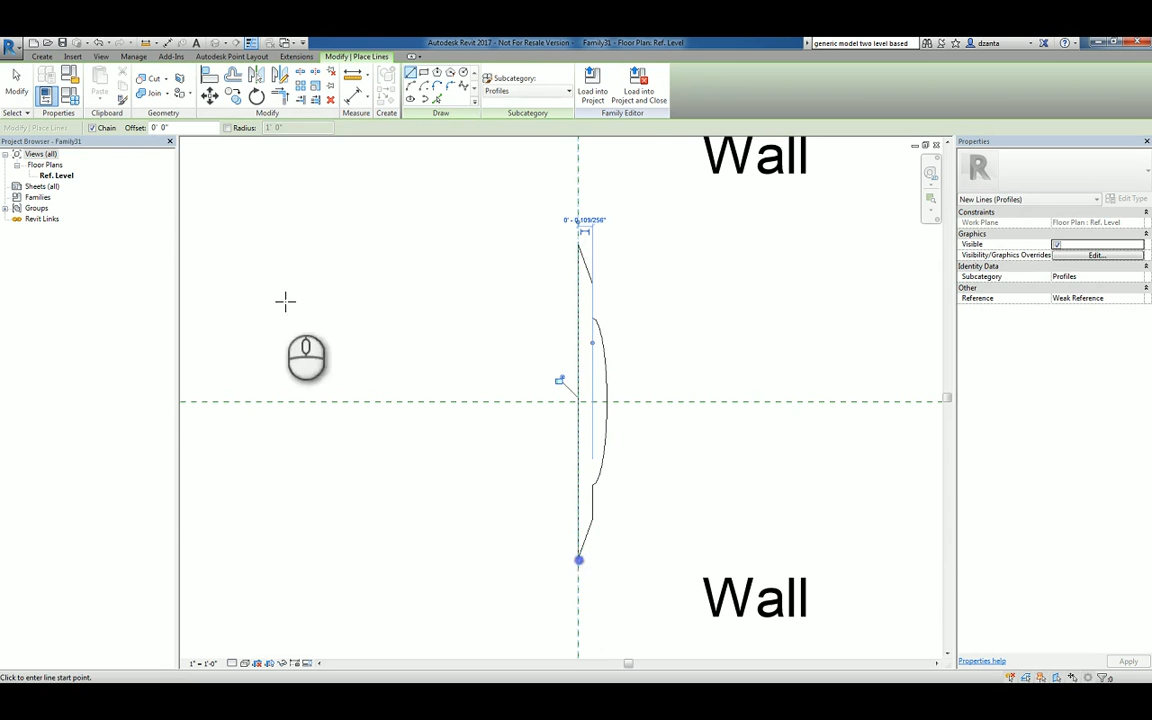 Autodesk Revit 2017 - Not For Resale Version - Family31 - Floor Plan: Ref. Level
generic model two level based
dzanta
Create Insert View Manage Add-Ins Autodesk Point Layout Extensions Modify | Place Lines
Modify
Paste
Cut
Join
Subcategory:
Profiles
Load into
Project
Load into
Project and Close
Select Properties Clipboard Geometry Modify Measure Create Draw Subcategory Family Editor
Modify | Place Lines Chain Offset: 0' 0" Radius: 1' 0"
Project Browser - Family31
Views (all)
Floor Plans
Ref. Level
Sheets (all)
Families
Groups
Revit Links
Wall
Wall
Properties
R
New Lines (Profiles) Edit Type
Constraints
Work Plane Floor Plan : Ref. Level
Graphics
Visible
Visibility/Graphics Overrides Edit...
Identity Data
Subcategory Profiles
Other
Reference Weak Reference
Properties help Apply
1" = 1'-0"
Click to enter line start point.